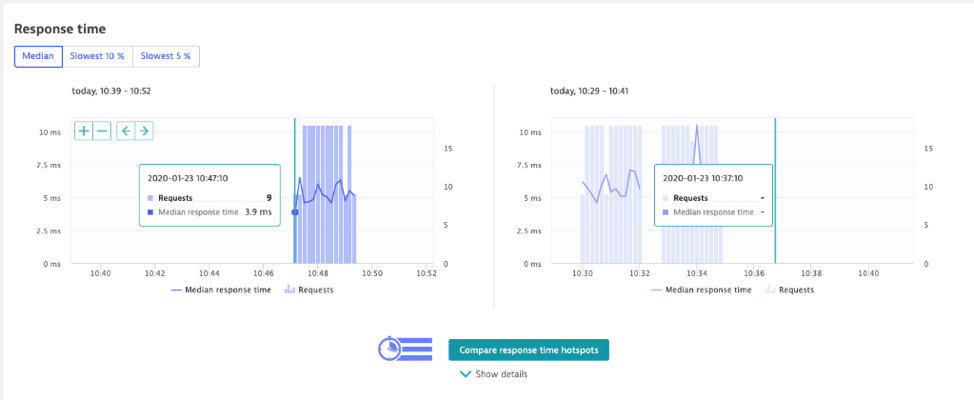 Response time
Median Slowest 10 % Slowest 5 %
today, 10:39 - 10:52
10 ms
7.5 ms
5 ms
2.5 ms
0 ms
15
10
5
0
2020-01-23 10:47:10
Requests 9
Median response time 3.9 ms
10:40 10:42 10:44 10:46 10:48 10:50 10:52
Median response time Requests
today, 10:29 - 10:41
10 ms
7.5 ms
5 ms
2.5 ms
0 ms
15
10
5
0
2020-01-23 10:37:10
Requests -
Median response time -
10:30 10:32 10:34 10:36 10:38 10:40
Median response time Requests
Compare response time hotspots
Show details